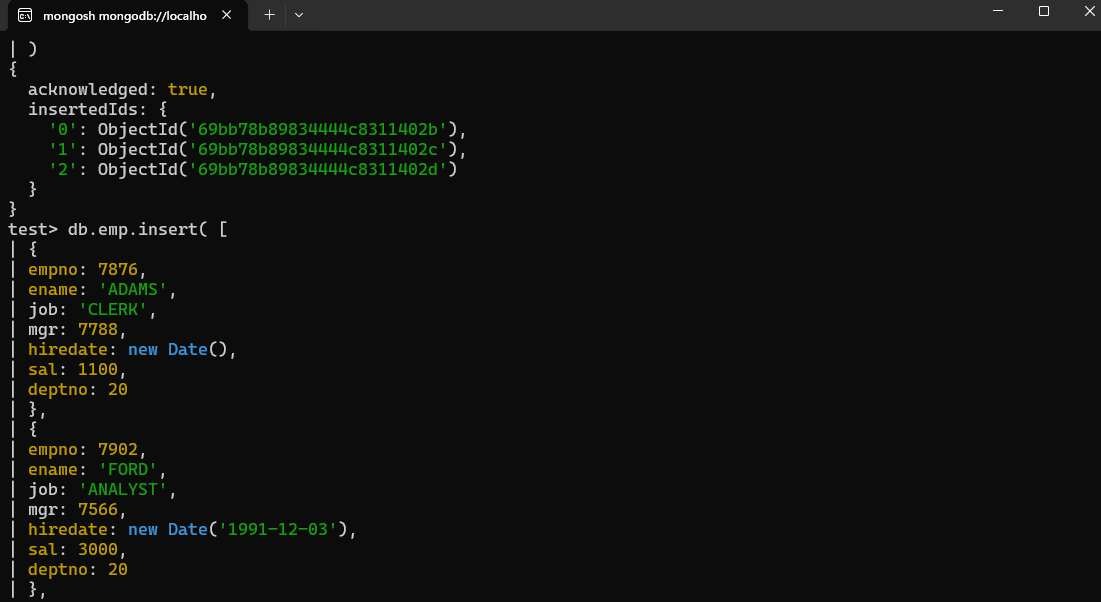 mongosh mongodb://localho
| )
{
  acknowledged: true,
  insertedIds: {
    '0': ObjectId('69bb78b89834444c8311402b'),
    '1': ObjectId('69bb78b89834444c8311402c'),
    '2': ObjectId('69bb78b89834444c8311402d')
  }
}
test> db.emp.insert( [
| {
| empno: 7876,
| ename: 'ADAMS',
| job: 'CLERK',
| mgr: 7788,
| hiredate: new Date(),
| sal: 1100,
| deptno: 20
| },
| {
| empno: 7902,
| ename: 'FORD',
| job: 'ANALYST',
| mgr: 7566,
| hiredate: new Date('1991-12-03'),
| sal: 3000,
| deptno: 20
| },